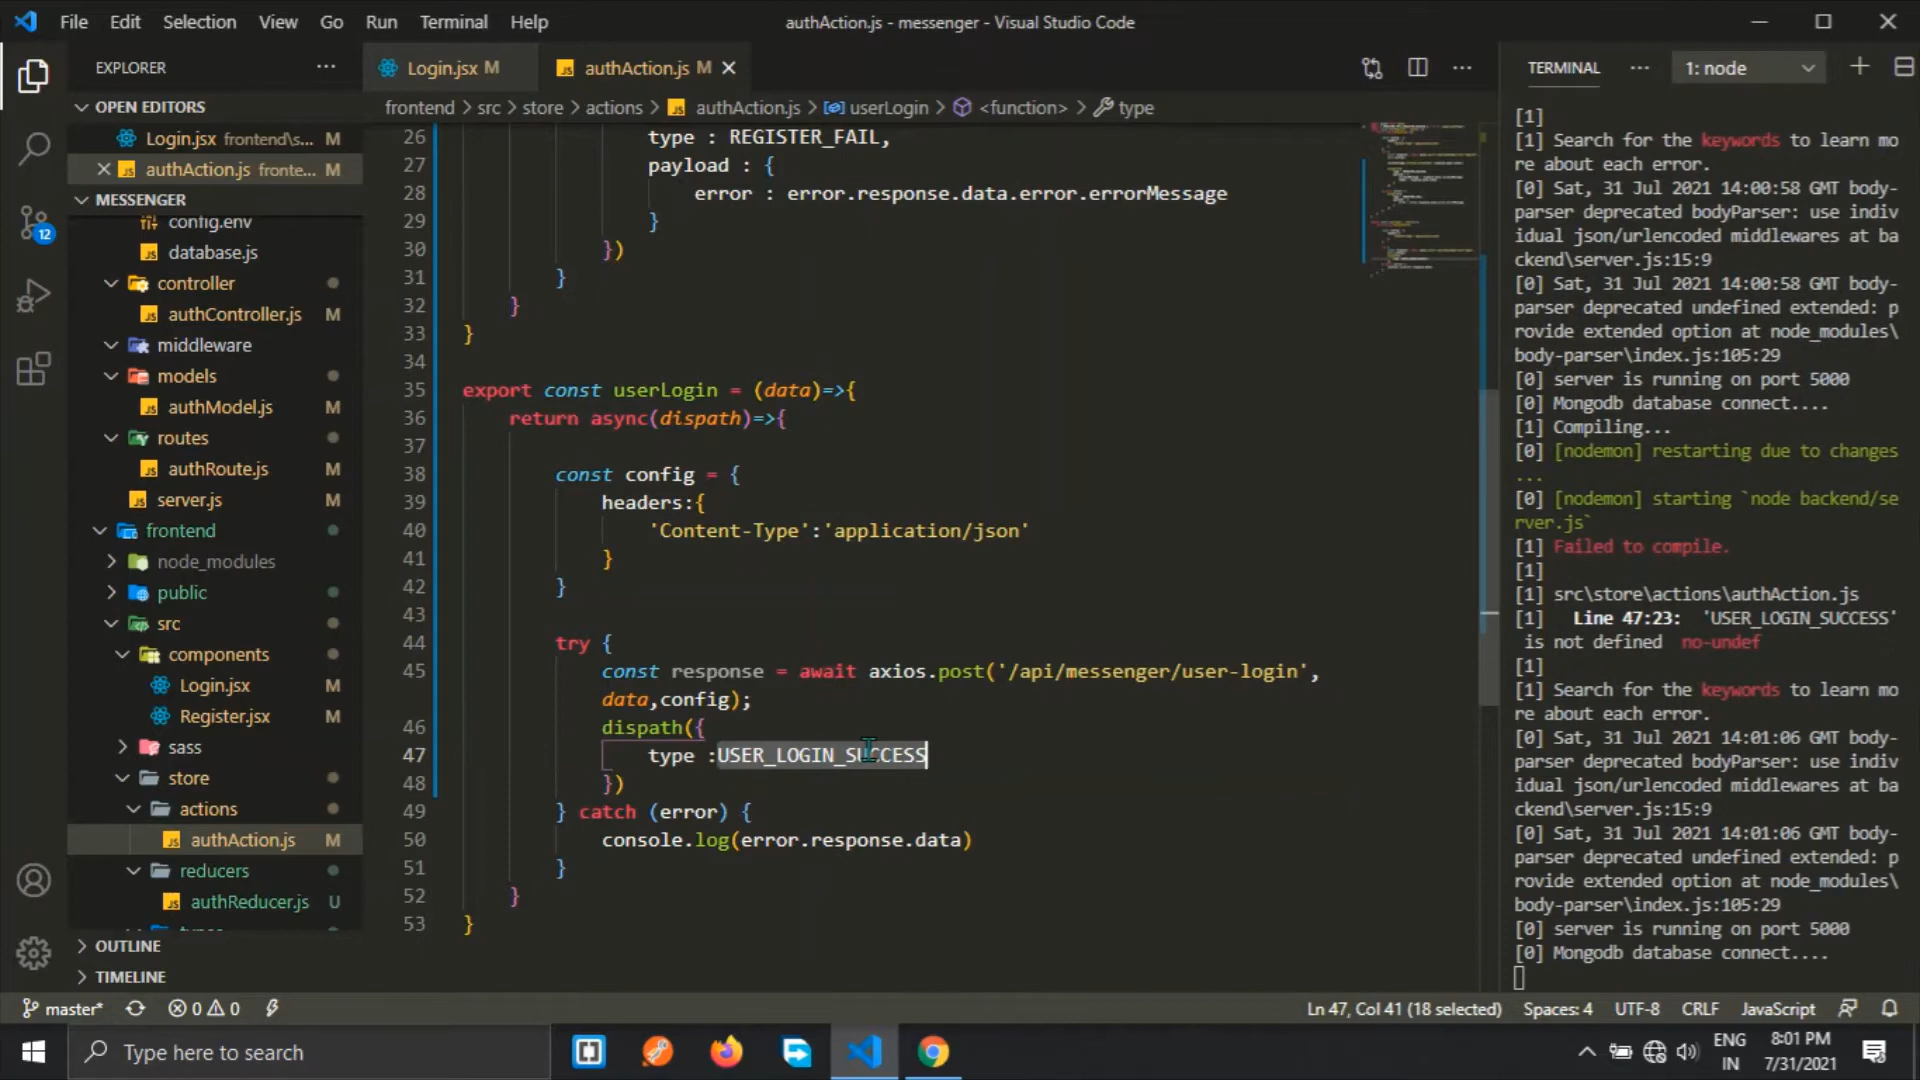 File Edit Selection View Go Run Terminal Help
authAction.js - messenger - Visual Studio Code
EXPLORER
OPEN EDITORS
Login.jsx frontend\s... M
authAction.js fronte... M
MESSENGER
config.env
database.js
controller
authController.js M
middleware
models
authModel.js M
routes
authRoute.js M
server.js M
frontend
node_modules
public
src
components
Login.jsx M
Register.jsx M
sass
store
actions
authAction.js M
reducers
authReducer.js U
types
OUTLINE
TIMELINE
Login.jsx M
authAction.js M
frontend > src > store > actions > authAction.js > userLogin > <function> > type
26 type : REGISTER_FAIL,
27 payload : {
28 error : error.response.data.error.errorMessage
29 }
30 })
31 }
32 }
33 }
34
35 export const userLogin = (data)=>{
36 return async(dispath)=>{
37
38 const config = {
39 headers:{
40 'Content-Type':'application/json'
41 }
42 }
43
44 try {
45 const response = await axios.post('/api/messenger/user-login',
data,config);
46 dispath({
47 type :USER_LOGIN_SUCCESS
48 })
49 } catch (error) {
50 console.log(error.response.data)
51 }
52 }
53 }
TERMINAL
1: node
[1]
[1] Search for the keywords to learn mo
re about each error.
[0] Sat, 31 Jul 2021 14:00:58 GMT body-
parser deprecated bodyParser: use indiv
idual json/urlencoded middlewares at ba
ckend\server.js:15:9
[0] Sat, 31 Jul 2021 14:00:58 GMT body-
parser deprecated undefined extended: p
rovide extended option at node_modules\
body-parser\index.js:105:29
[0] server is running on port 5000
[0] Mongodb database connect....
[1] Compiling...
[0] [nodemon] restarting due to changes
...
[0] [nodemon] starting `node backend/se
rver.js`
[1] Failed to compile.
[1]
[1] src\store\actions\authAction.js
[1] Line 47:23: 'USER_LOGIN_SUCCESS'
is not defined no-undef
[1]
[1] Search for the keywords to learn mo
re about each error.
[0] Sat, 31 Jul 2021 14:01:06 GMT body-
parser deprecated bodyParser: use indiv
idual json/urlencoded middlewares at ba
ckend\server.js:15:9
[0] Sat, 31 Jul 2021 14:01:06 GMT body-
parser deprecated undefined extended: p
rovide extended option at node_modules\
body-parser\index.js:105:29
[0] server is running on port 5000
[0] Mongodb database connect....
12
master* 0 0
Ln 47, Col 41 (18 selected) Spaces: 4 UTF-8 CRLF JavaScript
Type here to search
ENG
IN
8:01 PM
7/31/2021